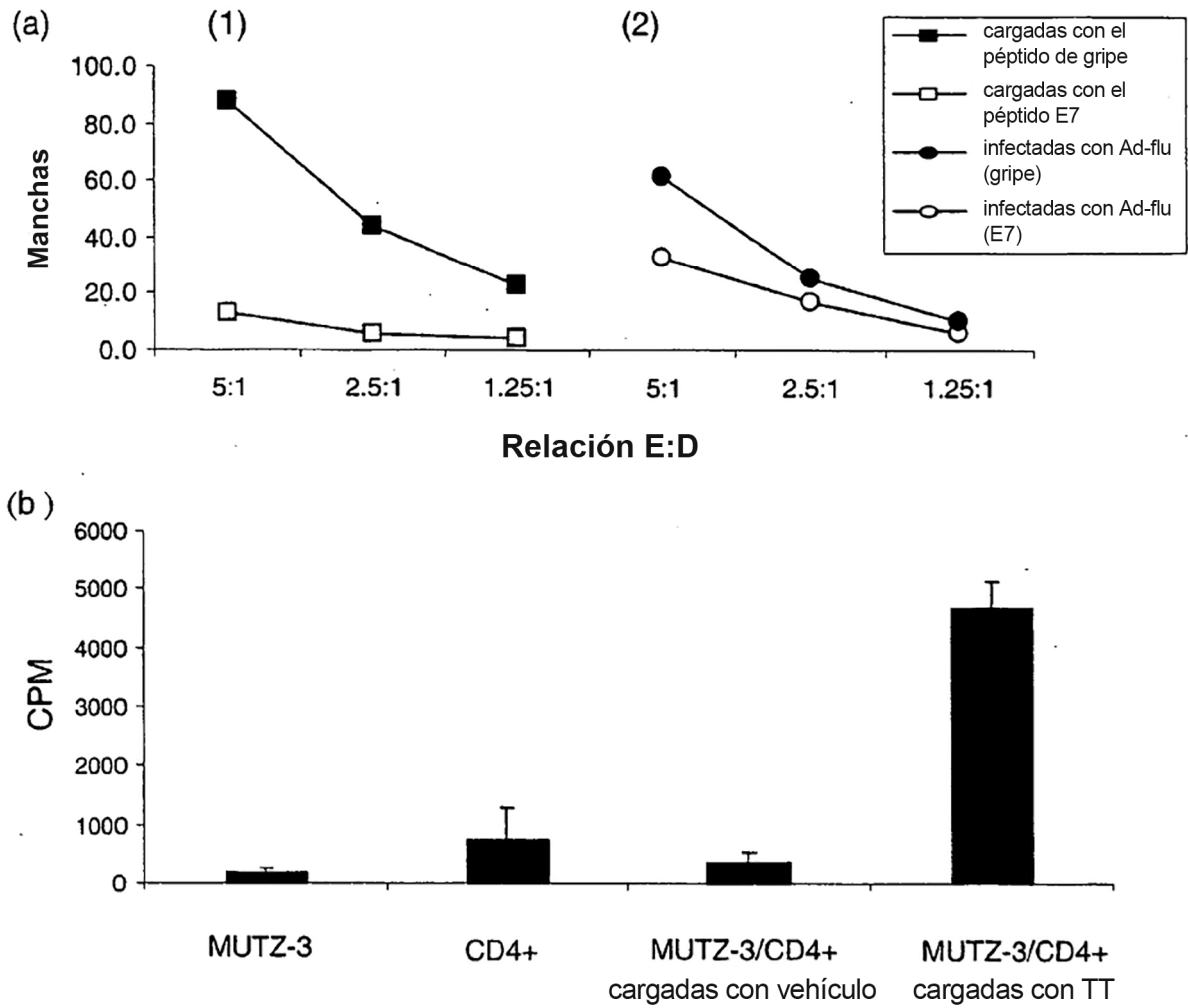 (a)
(1)
(2)
cargadas con el
péptido de gripe
cargadas con el
péptido E7
infectadas con Ad-flu
(gripe)
infectadas con Ad-flu
(E7)
Manchas
100.0
80.0
60.0
40.0
20.0
0.0
5:1 2.5:1 1.25:1 5:1 2.5:1 1.25:1
Relación E:D
(b )
CPM
6000
5000
4000
3000
2000
1000
0
MUTZ-3 CD4+ MUTZ-3/CD4+ MUTZ-3/CD4+
cargadas con vehículo cargadas con TT